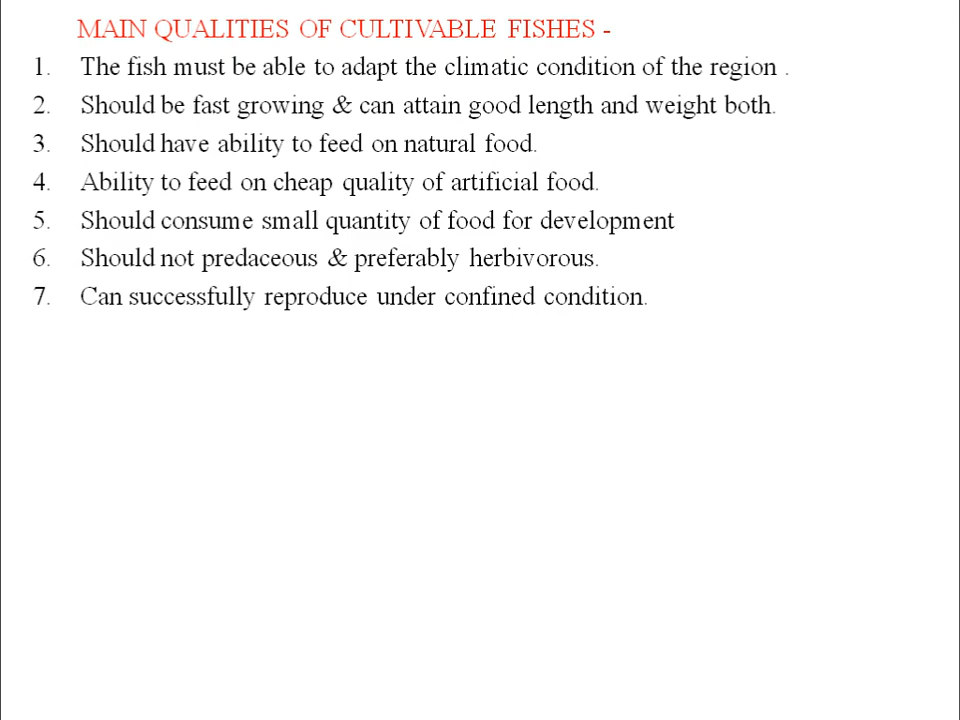 MAIN QUALITIES OF CULTIVABLE FISHES -
1. The fish must be able to adapt the climatic condition of the region .
2. Should be fast growing & can attain good length and weight both.
3. Should have ability to feed on natural food.
4. Ability to feed on cheap quality of artificial food.
5. Should consume small quantity of food for development
6. Should not predaceous & preferably herbivorous.
7. Can successfully reproduce under confined condition.